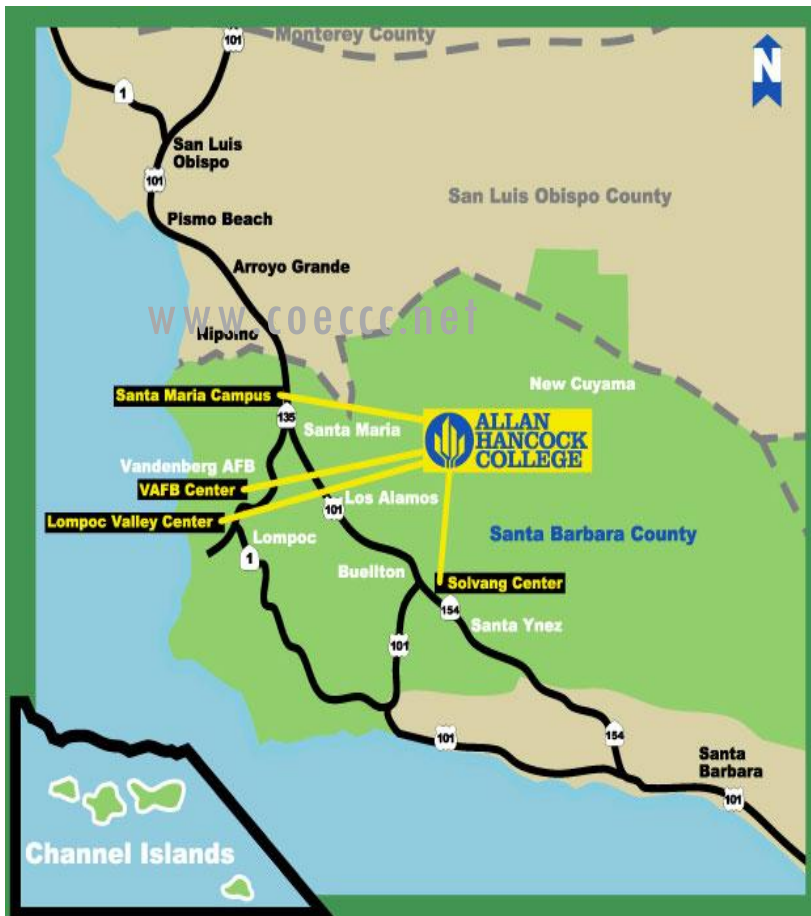 Monterey County
101
N
1
San Luis
Obispo
101
San Luis Obispo County
Pismo Beach
Arroyo Grande
www.coeccc.net
Nipomo
New Cuyama
Santa Maria Campus
135
Santa Maria
ALLAN
HANCOCK
COLLEGE
Vandenberg AFB
VAFB Center
Los Alamos
101
Lompoc Valley Center
Lompoc
Santa Barbara County
1
Buellton
Solvang Center
154
Santa Ynez
101
101
154
Santa
Barbara
101
Channel Islands